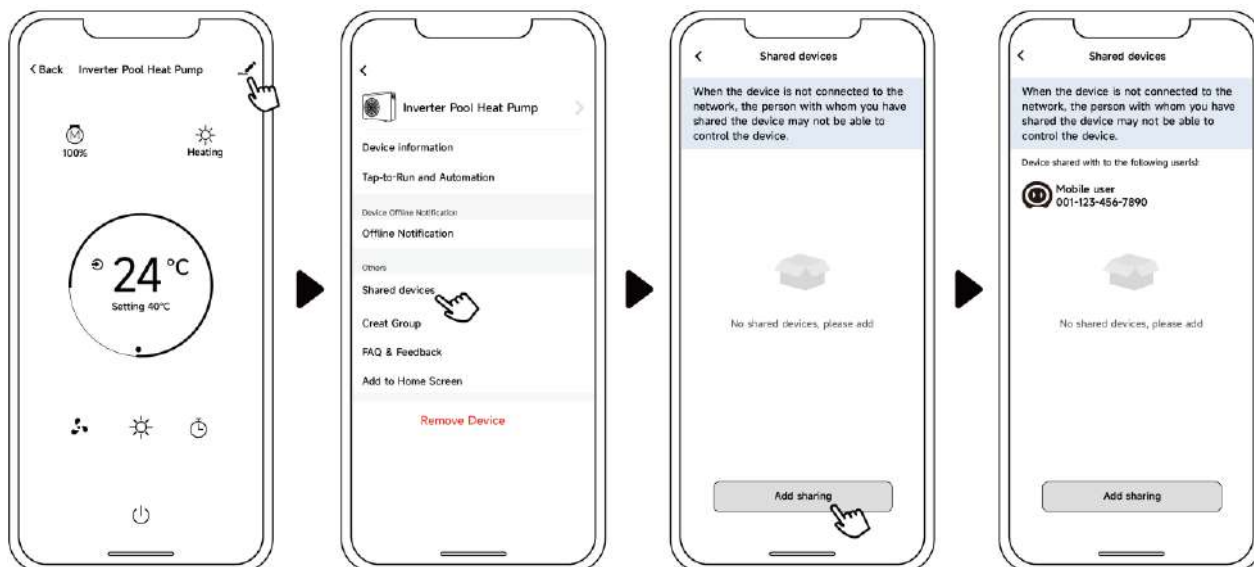 < Back Inverter Pool Heat Pump
100%
Heating
24 °C
Setting 40°C
<
Inverter Pool Heat Pump >
Device information
Tap-to-Run and Automation
Device Offline Notification
Offline Notification
Others
Shared devices
Creat Group
FAQ & Feedback
Add to Home Screen
Remove Device
< Shared devices
When the device is not connected to the
network, the person with whom you have
shared the device may not be able to
control the device.
No shared devices, please add
Add sharing
< Shared devices
When the device is not connected to the
network, the person with whom you have
shared the device may not be able to
control the device.
Device shared with to the following user(s):
Mobile user
001-123-456-7890
No shared devices, please add
Add sharing